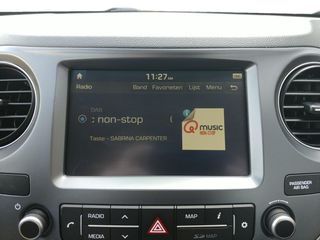 11:27 AM
Radio
Band Favorieten Lijst Menu
DAB
: non-stop (
Q music
Taste - SABRINA CARPENTER
PASSENGER
AIR BAG
RADIO
MAP
MEDIA